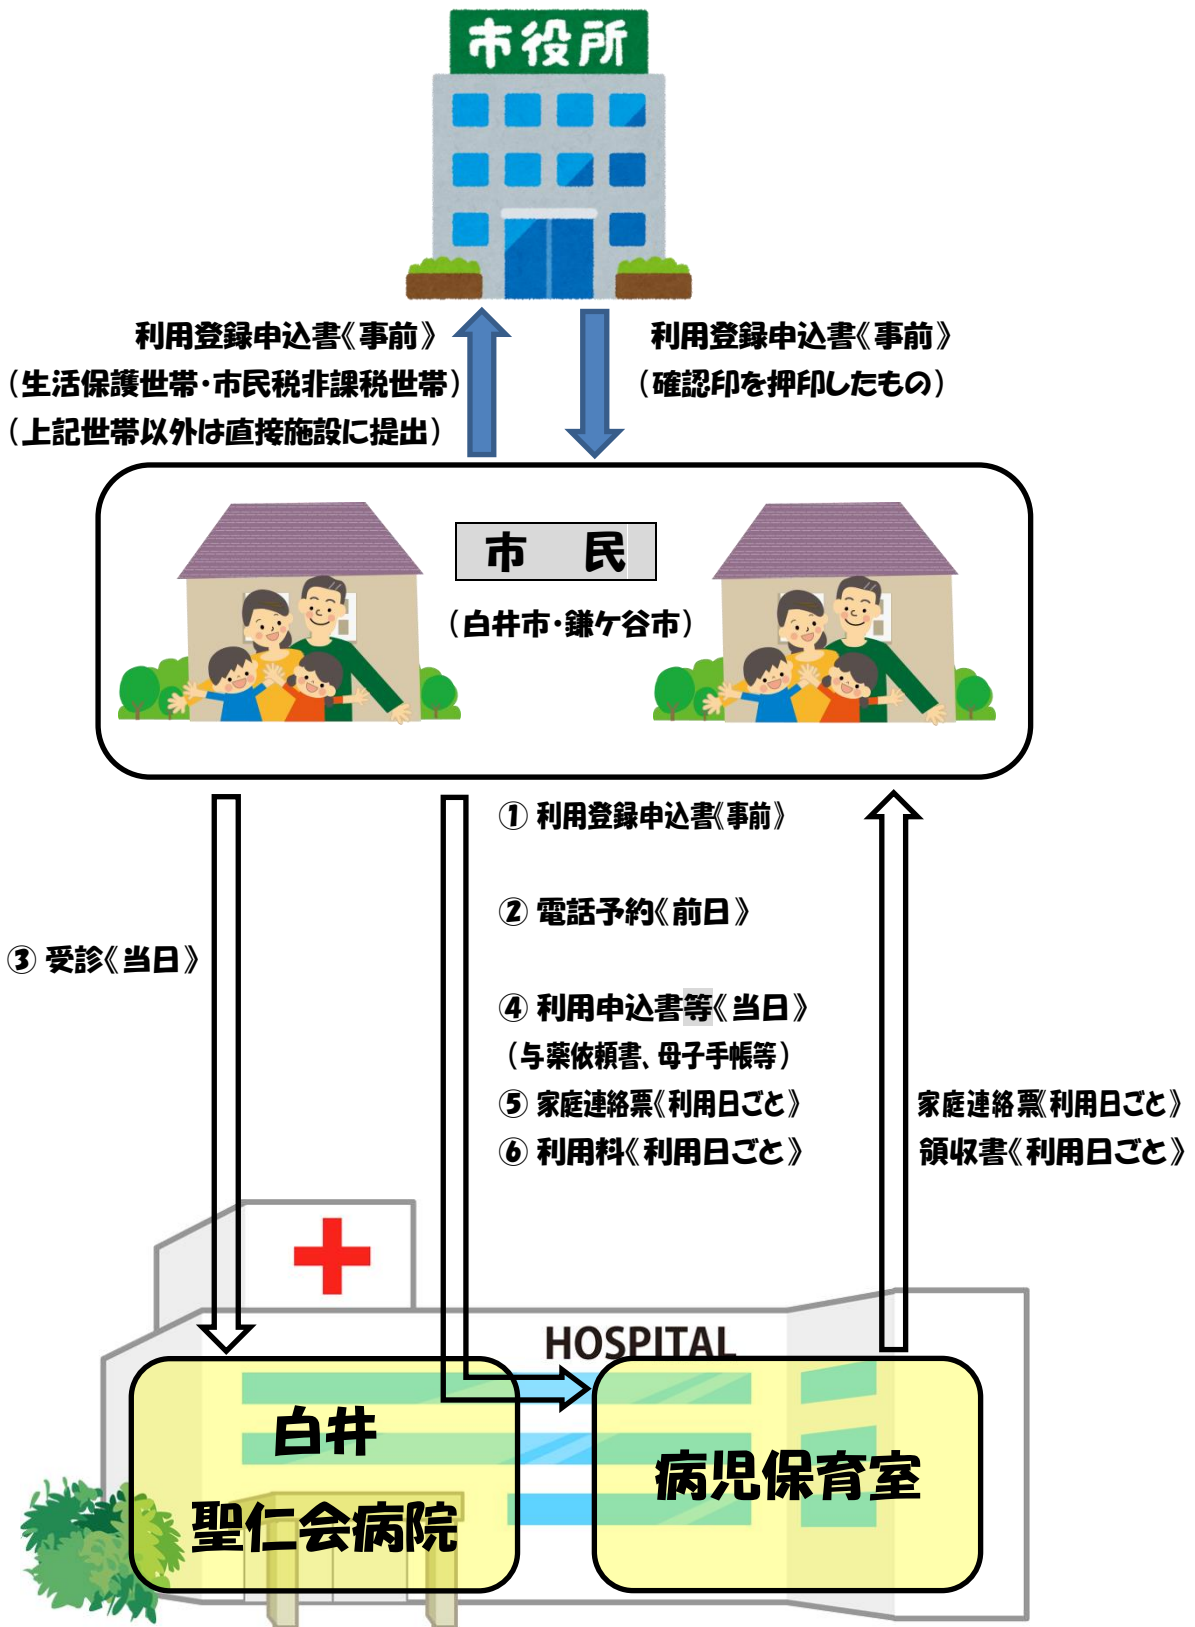 市役所
利用登録申込書《事前》
(生活保護世帯・市民税非課税世帯)
(上記世帯以外は直接施設に提出)
利用登録申込書《事前》
(確認印を押印したもの)
市　民
(白井市・鎌ケ谷市)
① 利用登録申込書《事前》
② 電話予約《前日》
③ 受診《当日》
④ 利用申込書等《当日》
(与薬依頼書、母子手帳等)
⑤ 家庭連絡票《利用日ごと》
⑥ 利用料《利用日ごと》
家庭連絡票《利用日ごと》
領収書《利用日ごと》
HOSPITAL
白井
聖仁会病院
病児保育室